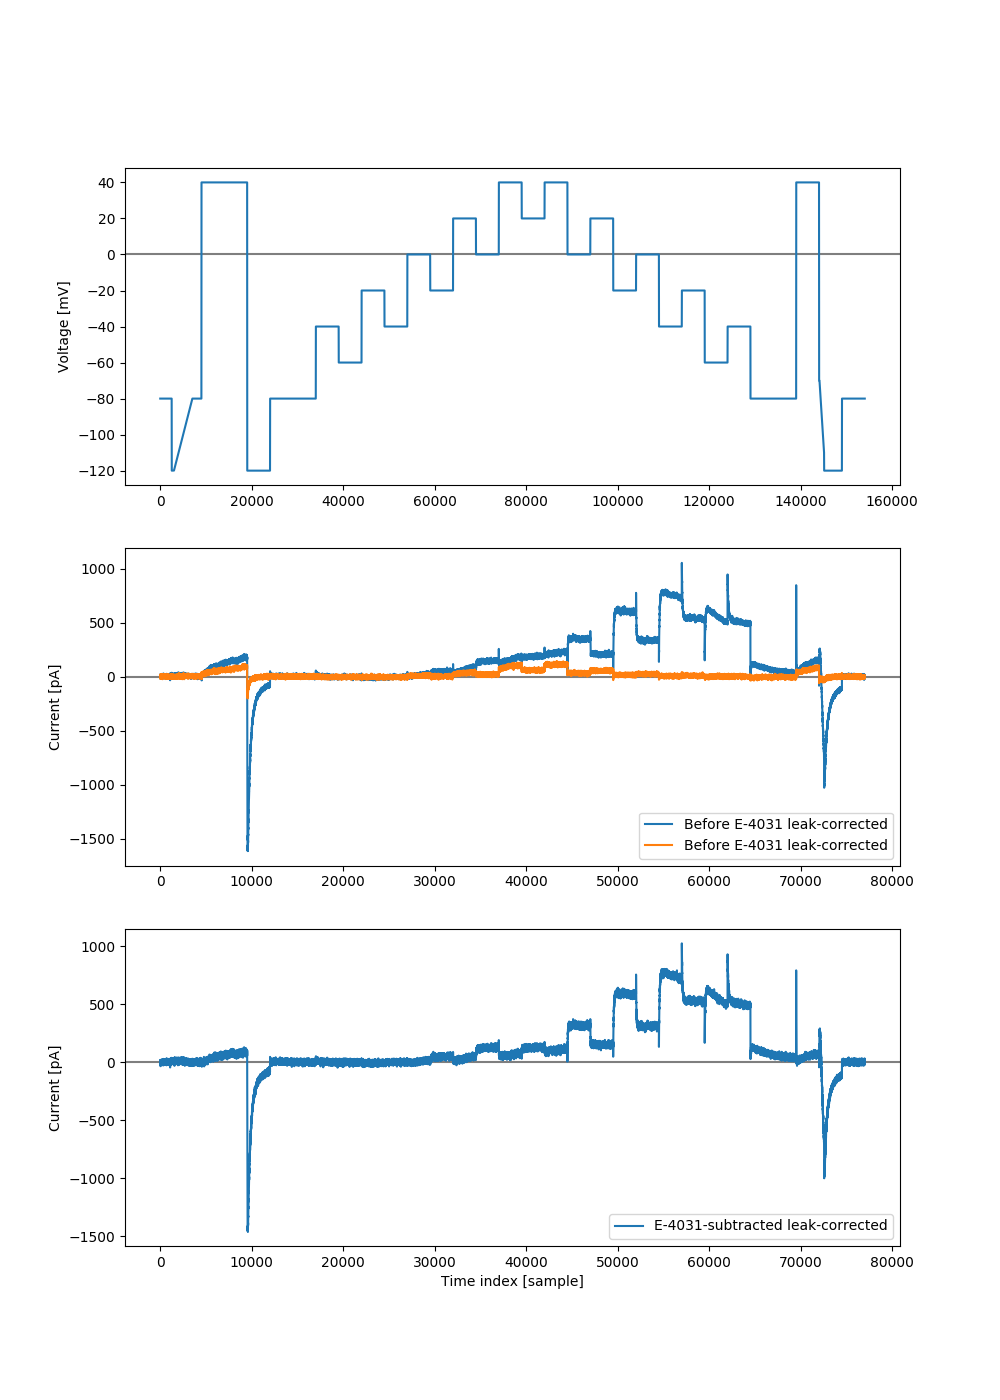 40
20
0
−20
−40
−60
−80
−100
−120
Voltage [mV]
0 20000 40000 60000 80000 100000 120000 140000 160000
1000
500
0
−500
−1000
−1500
Current [pA]
Before E-4031 leak-corrected
Before E-4031 leak-corrected
0 10000 20000 30000 40000 50000 60000 70000 80000
1000
500
0
−500
−1000
−1500
Current [pA]
E-4031-subtracted leak-corrected
0 10000 20000 30000 40000 50000 60000 70000 80000
Time index [sample]